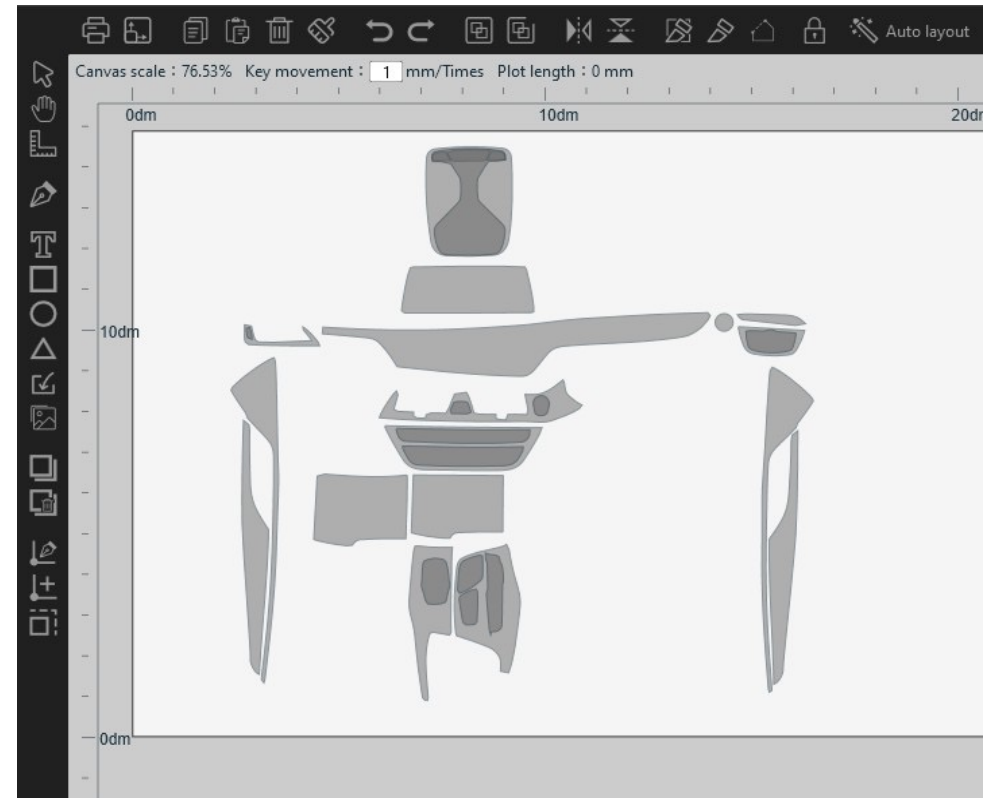 Auto layout
Canvas scale：76.53% Key movement： 1 mm/Times Plot length：0 mm
0dm 10dm
10dm
0dm